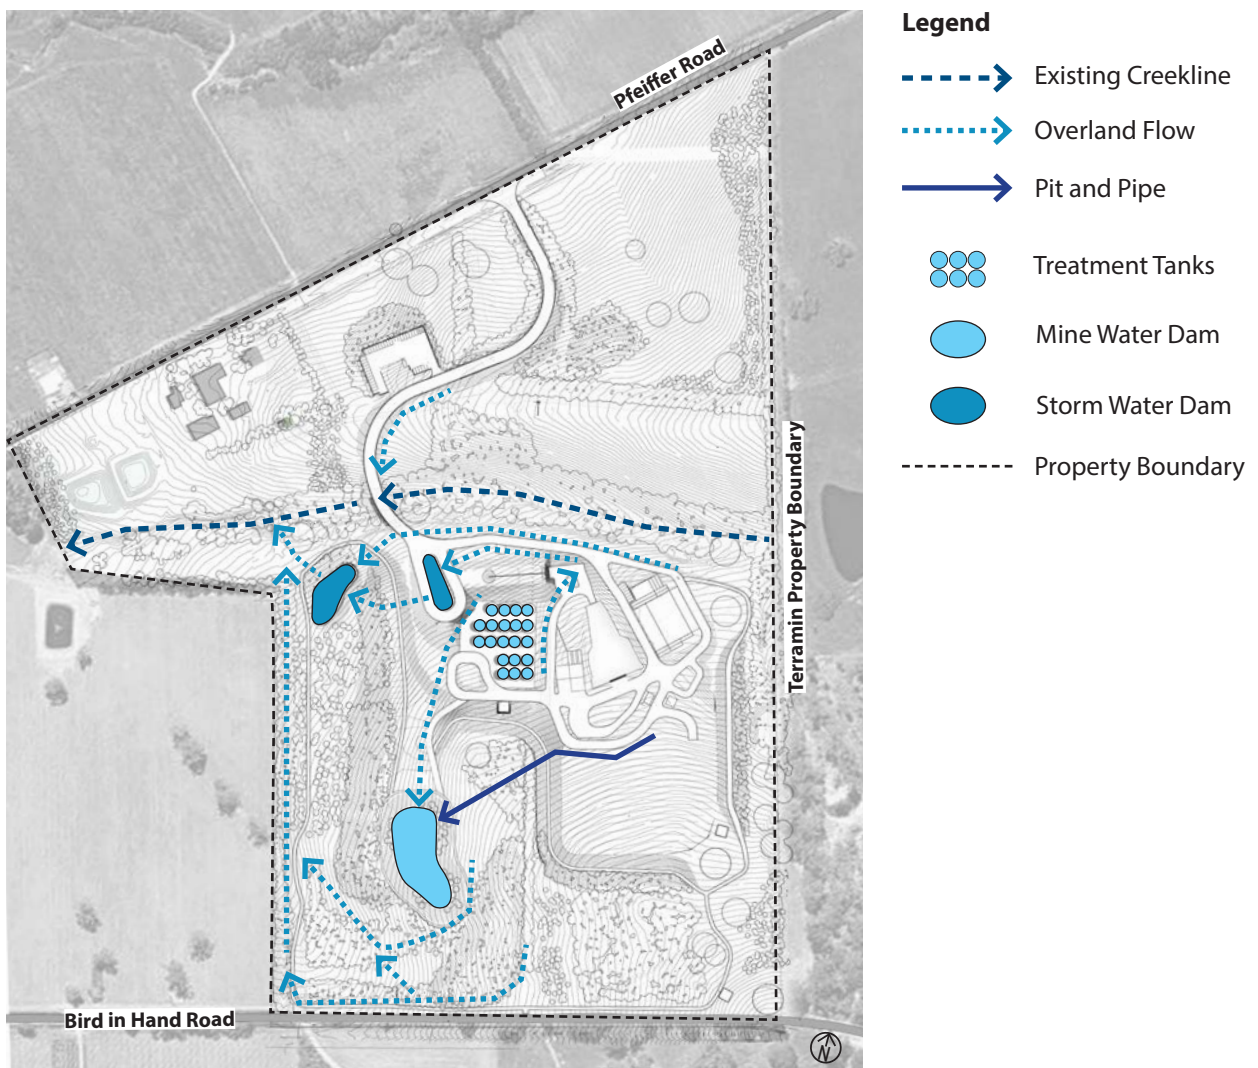 Legend
Existing Creekline
Overland Flow
Pit and Pipe
Treatment Tanks
Mine Water Dam
Storm Water Dam
Property Boundary
Pfeiffer Road
Terramin Property Boundary
Bird in Hand Road
N